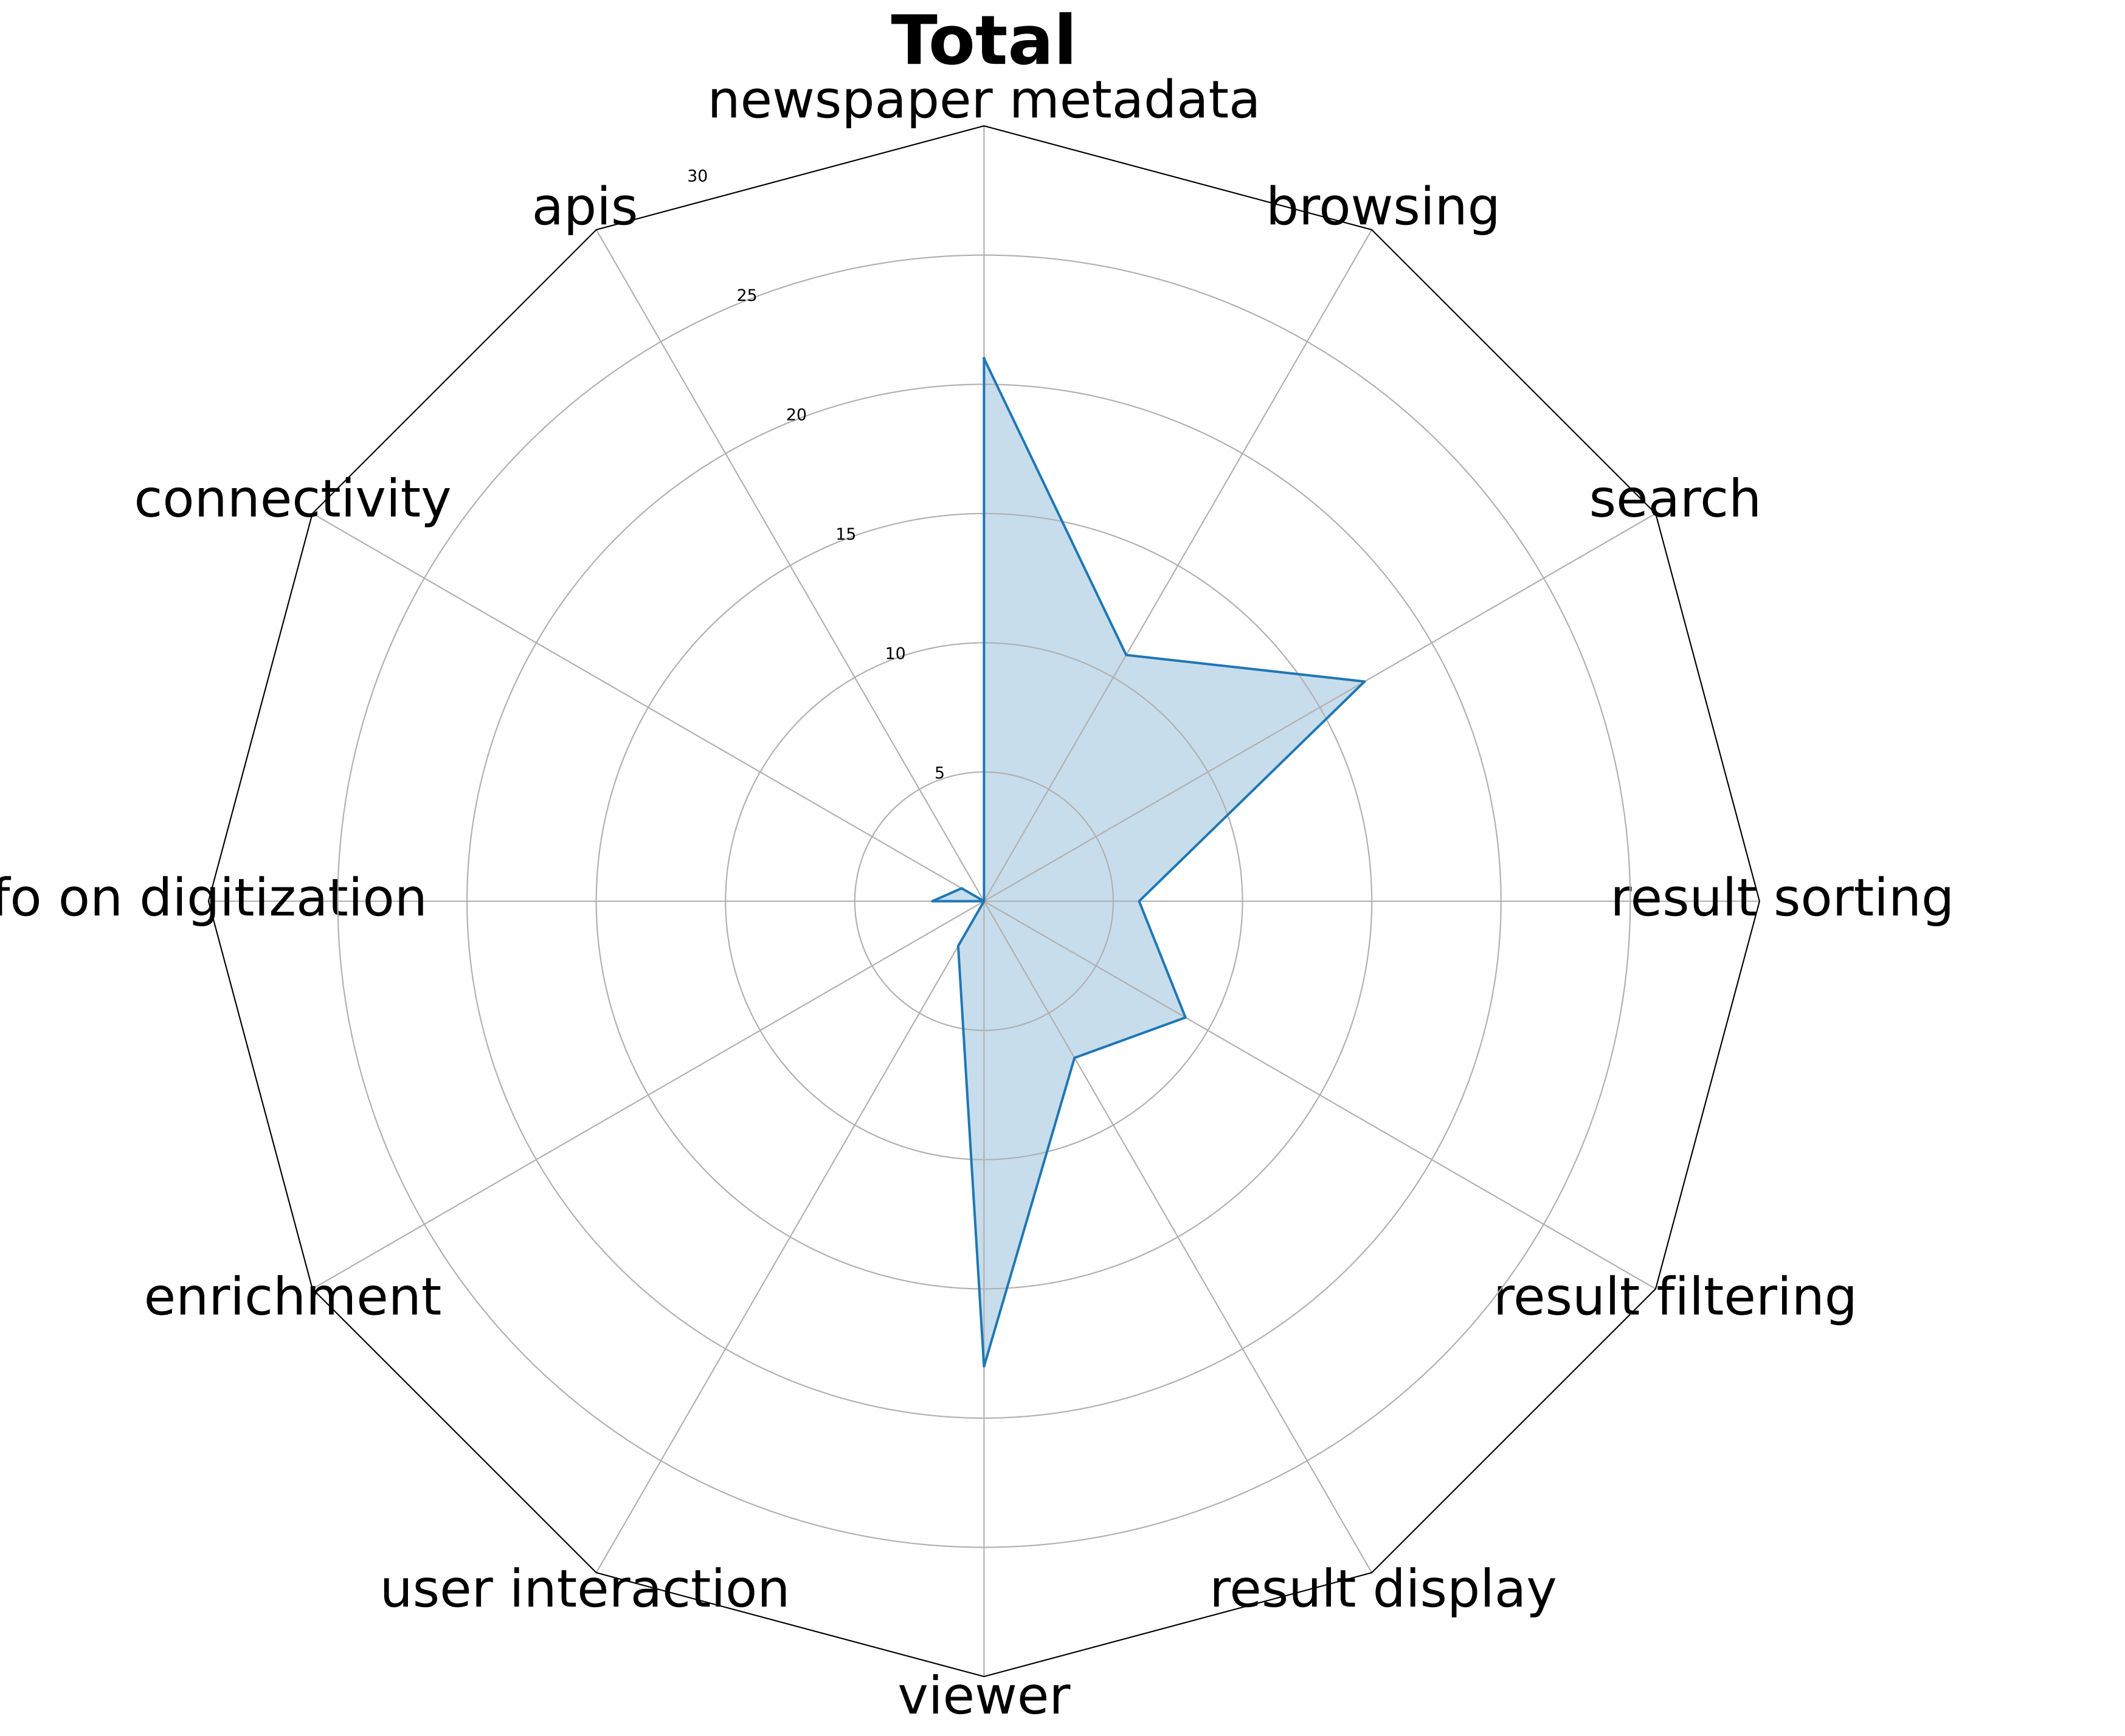 Total
newspaper metadata
30
apis
browsing
25
20
connectivity
search
15
10
5
fo on digitization
result sorting
enrichment
result filtering
user interaction
result display
viewer